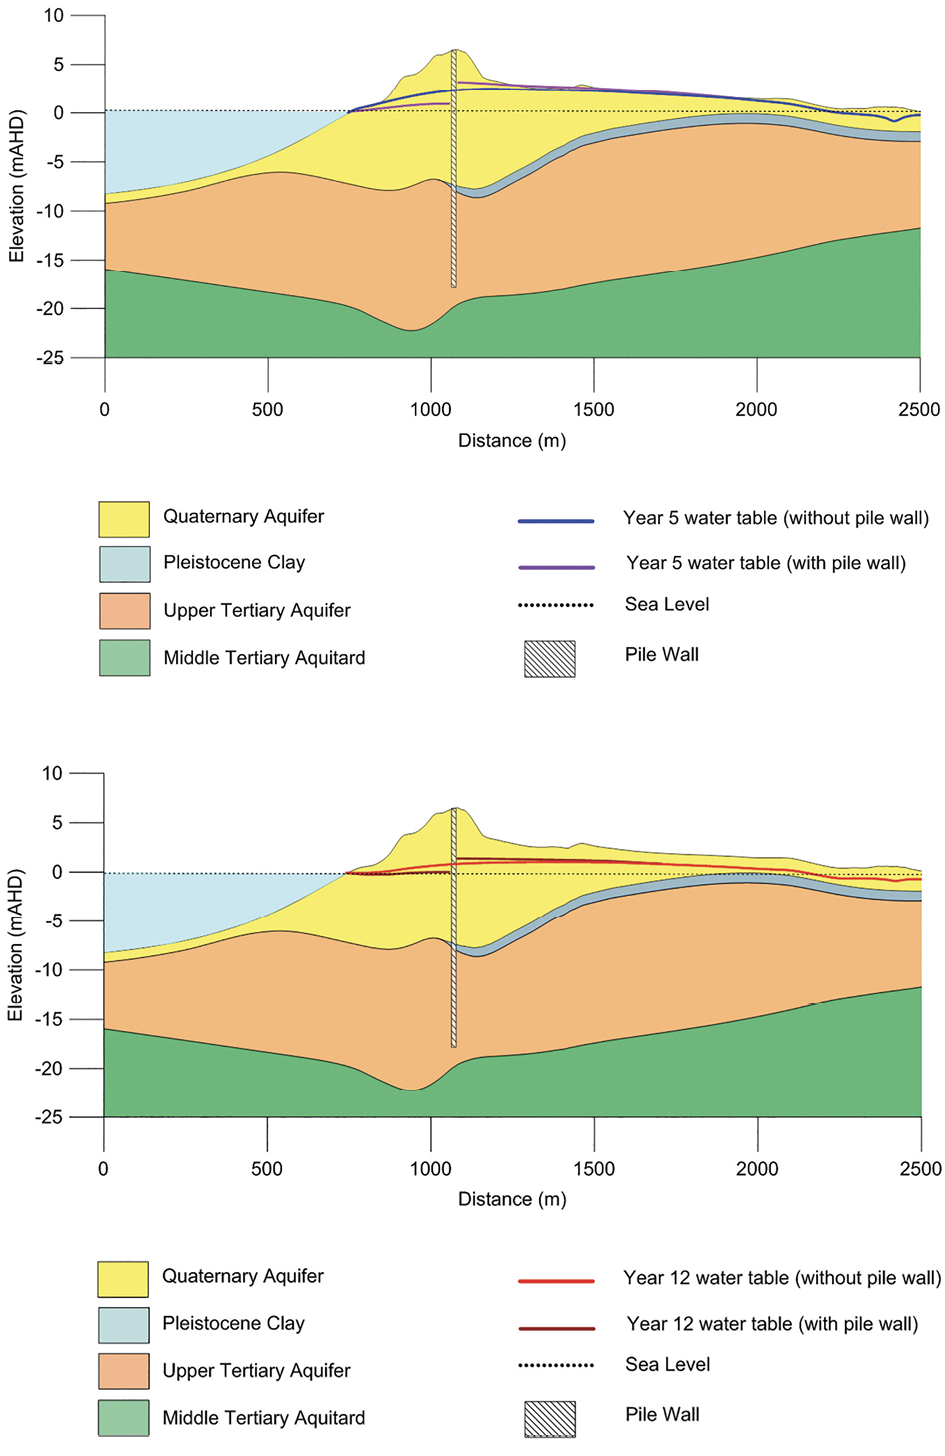 10
5
0
-5
-10
-15
-20
-25
Elevation (mAHD)
0 500 1000 1500 2000 2500
Distance (m)
Quaternary Aquifer
Pleistocene Clay
Upper Tertiary Aquifer
Middle Tertiary Aquitard
Year 5 water table (without pile wall)
Year 5 water table (with pile wall)
Sea Level
Pile Wall
10
5
0
-5
-10
-15
-20
-25
Elevation (mAHD)
0 500 1000 1500 2000 2500
Distance (m)
Quaternary Aquifer
Pleistocene Clay
Upper Tertiary Aquifer
Middle Tertiary Aquitard
Year 12 water table (without pile wall)
Year 12 water table (with pile wall)
Sea Level
Pile Wall